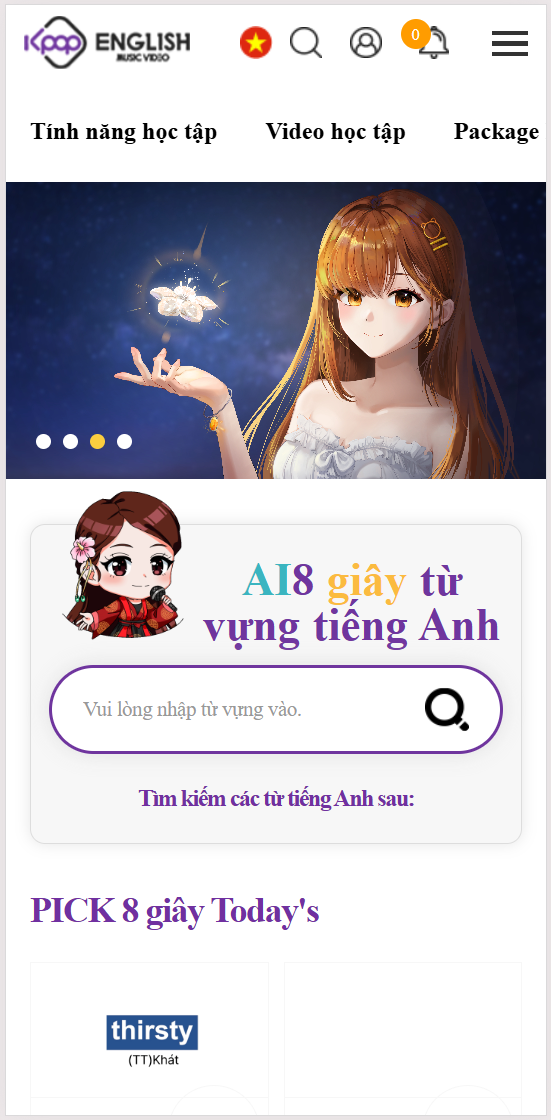 Kpop ENGLISH
MUSIC VIDEO
0
Tính năng học tập Video học tập Package
AI8 giây từ
vựng tiếng Anh
Vui lòng nhập từ vựng vào.
Tìm kiếm các từ tiếng Anh sau:
PICK 8 giây Today's
thirsty
(TT)Khát